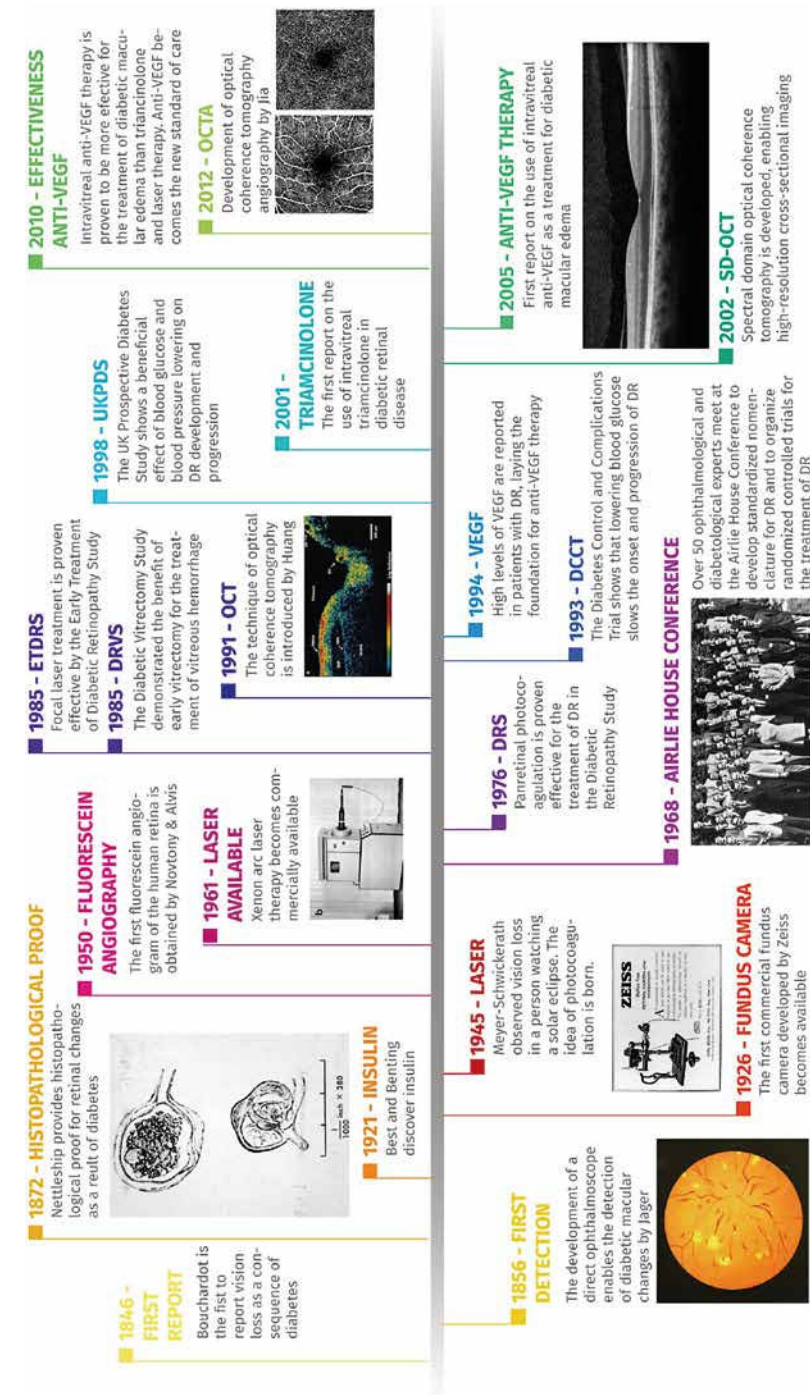 1846 –
FIRST
REPORT
Bouchardot is
the fist to
report vision
loss as a con-
sequence of
diabetes
1872 – HISTOPATHOLOGICAL PROOF
Nettleship provides histopatho-
logical proof for retinal changes
as a reult of diabetes
1
1000 inch × 380
1921 – INSULIN
Best and Benting
discover insulin
1950 – FLUORESCEIN
ANGIOGRAPHY
The first fluorescein angio-
gram of the human retina is
obtained by Novtony & Alvis
1961 – LASER
AVAILABLE
Xenon arc laser
therapy becomes com-
mercially available
b
1985 – ETDRS
Focal laser treatment is proven
effective by the Early Treatment
of Diabetic Retinopathy Study
1985 – DRVS
The Diabetic Vitrectomy Study
demonstrated the benefit of
early vitrectomy for the treat-
ment of vitreous hemorrhage
1991 – OCT
The technique of optical
coherence tomography
is introduced by Huang
1998 – UKPDS
The UK Prospective Diabetes
Study shows a beneficial
effect of blood glucose and
blood pressure lowering on
DR development and
progression
2001 –
TRIAMCINOLONE
The first report on the
use of intravitreal
triamcinolone in
diabetic retinal
disease
2010 – EFFECTIVENESS
ANTI-VEGF
Intravitreal anti-VEGF therapy is
proven to be more efective for
the treatment of diabetic macu-
lar edema than triancinolone
and laser therapy. Anti-VEGF be-
comes the new standard of care
2012 – OCTA
Development of optical
coherence tomography
angiography by Jia
1856 – FIRST
DETECTION
The development of a
direct ophthalmoscope
enables the detection
of diabetic macular
changes by Jager
1945 – LASER
Meyer-Schwickerath
observed vision loss
in a person watching
a solar eclipse. The
idea of photocoagu-
lation is born.
ZEISS
1926 – FUNDUS CAMERA
The first commercial fundus
camera developed by Zeiss
becomes available
1976 – DRS
Panretinal photoco-
agulation is proven
effective for the
treatment of DR in
the Diabetic
Retinopathy Study
1968 – AIRLIE HOUSE CONFERENCE
Over 50 ophthalmological and
diabetological experts meet at
the Airlie House Conference to
develop standardized nomen-
clature for DR and to organize
randomized controlled trials for
the treatment of DR
1994 – VEGF
High levels of VEGF are reported
in patients with DR, laying the
foundation for anti-VEGF therapy
1993 – DCCT
The Diabetes Control and Complications
Trial shows that lowering blood glucose
slows the onset and progression of DR
2005 – ANTI-VEGF THERAPY
First report on the use of intravitreal
anti-VEGF as a treatment for diabetic
macular edema
2002 – SD-OCT
Spectral domain optical coherence
tomography is developed, enabling
high-resolution cross-sectional imaging